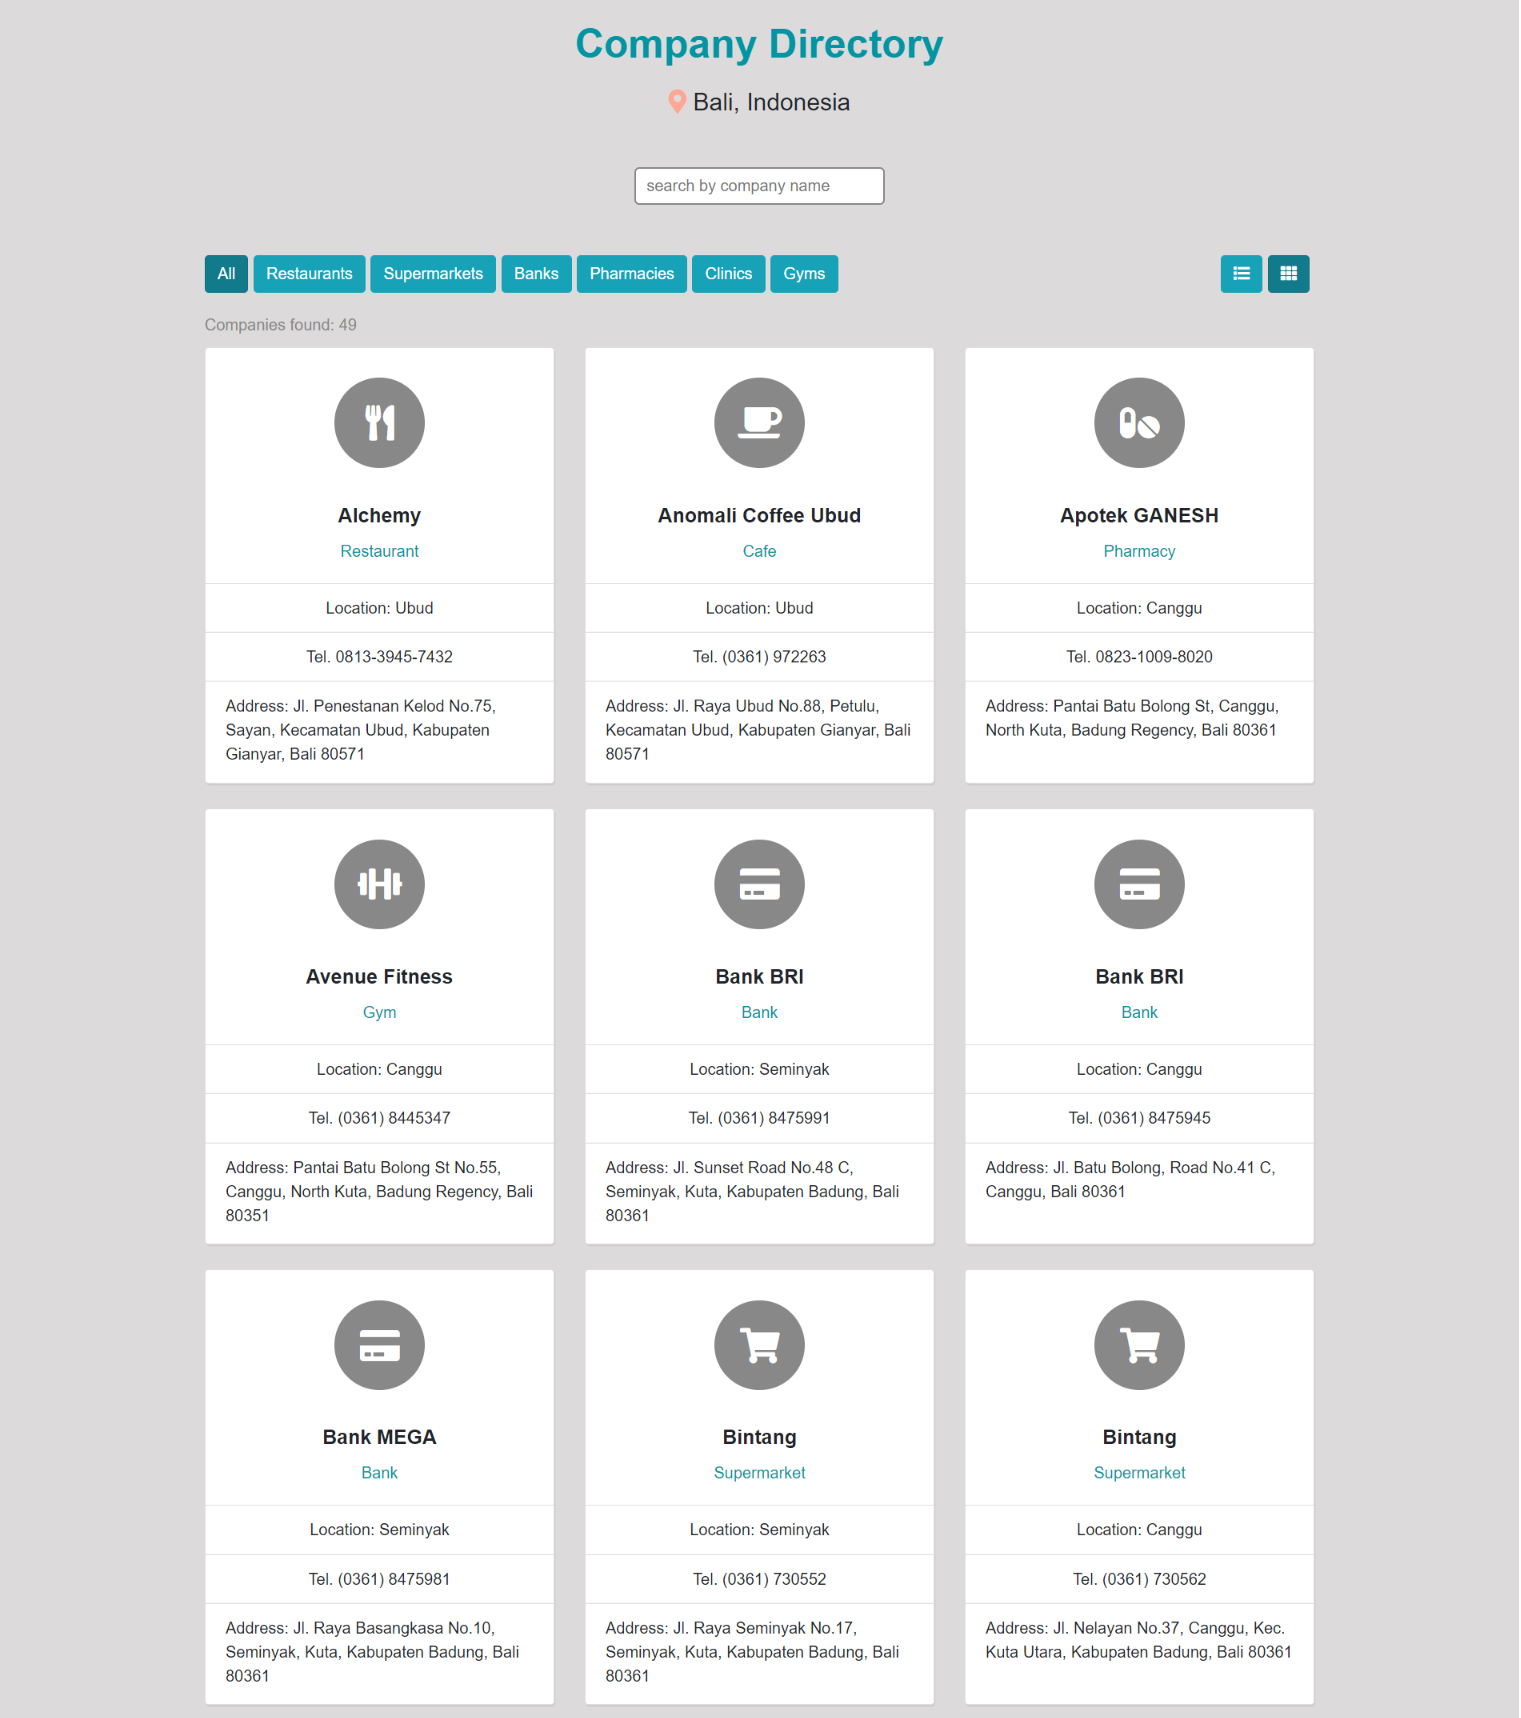 Company Directory
Bali, Indonesia
search by company name
All Restaurants Supermarkets Banks Pharmacies Clinics Gyms
Companies found: 49
Alchemy
Restaurant
Location: Ubud
Tel. 0813-3945-7432
Address: Jl. Penestanan Kelod No.75,
Sayan, Kecamatan Ubud, Kabupaten
Gianyar, Bali 80571
Anomali Coffee Ubud
Cafe
Location: Ubud
Tel. (0361) 972263
Address: Jl. Raya Ubud No.88, Petulu,
Kecamatan Ubud, Kabupaten Gianyar, Bali
80571
Apotek GANESH
Pharmacy
Location: Canggu
Tel. 0823-1009-8020
Address: Pantai Batu Bolong St, Canggu,
North Kuta, Badung Regency, Bali 80361
Avenue Fitness
Gym
Location: Canggu
Tel. (0361) 8445347
Address: Pantai Batu Bolong St No.55,
Canggu, North Kuta, Badung Regency, Bali
80351
Bank BRI
Bank
Location: Seminyak
Tel. (0361) 8475991
Address: Jl. Sunset Road No.48 C,
Seminyak, Kuta, Kabupaten Badung, Bali
80361
Bank BRI
Bank
Location: Canggu
Tel. (0361) 8475945
Address: Jl. Batu Bolong, Road No.41 C,
Canggu, Bali 80361
Bank MEGA
Bank
Location: Seminyak
Tel. (0361) 8475981
Address: Jl. Raya Basangkasa No.10,
Seminyak, Kuta, Kabupaten Badung, Bali
80361
Bintang
Supermarket
Location: Seminyak
Tel. (0361) 730552
Address: Jl. Raya Seminyak No.17,
Seminyak, Kuta, Kabupaten Badung, Bali
80361
Bintang
Supermarket
Location: Canggu
Tel. (0361) 730562
Address: Jl. Nelayan No.37, Canggu, Kec.
Kuta Utara, Kabupaten Badung, Bali 80361